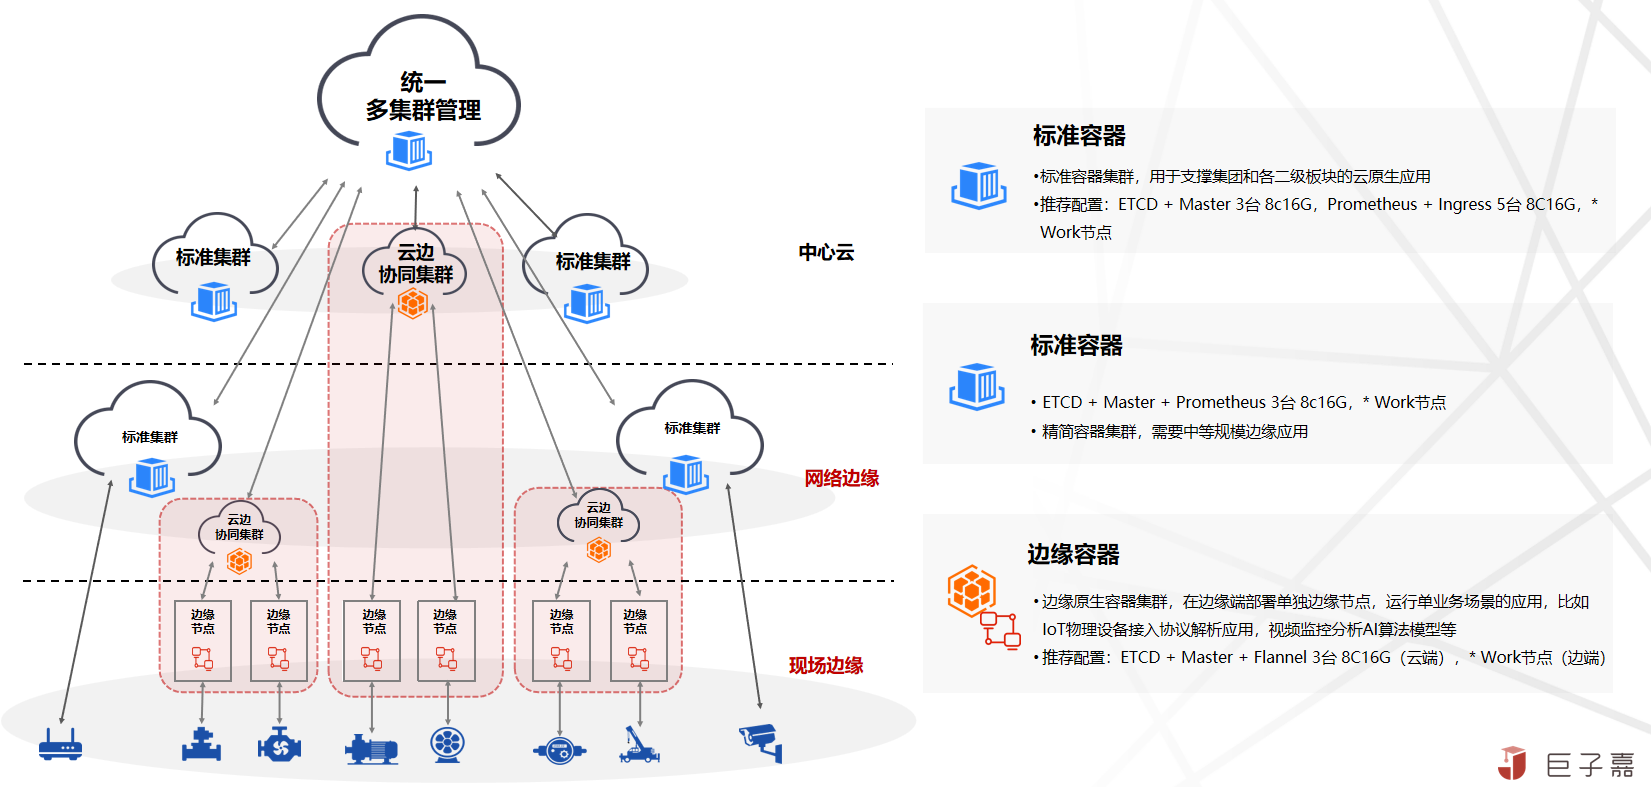 统一
多集群管理
标准集群
云边
协同集群
标准集群
中心云
标准集群
标准集群
网络边缘
云边
协同集群
云边
协同集群
边缘
节点
边缘
节点
边缘
节点
边缘
节点
边缘
节点
边缘
节点
现场边缘
标准容器
•标准容器集群，用于支撑集团和各二级板块的云原生应用
•推荐配置：ETCD + Master 3台 8c16G，Prometheus + Ingress 5台 8C16G，*
Work节点
标准容器
• ETCD + Master + Prometheus 3台 8c16G，* Work节点
• 精简容器集群，需要中等规模边缘应用
边缘容器
•边缘原生容器集群，在边缘端部署单独边缘节点，运行单业务场景的应用，比如
IoT物理设备接入协议解析应用，视频监控分析AI算法模型等
•推荐配置：ETCD + Master + Flannel 3台 8C16G（云端），* Work节点（边端）
巨子嘉